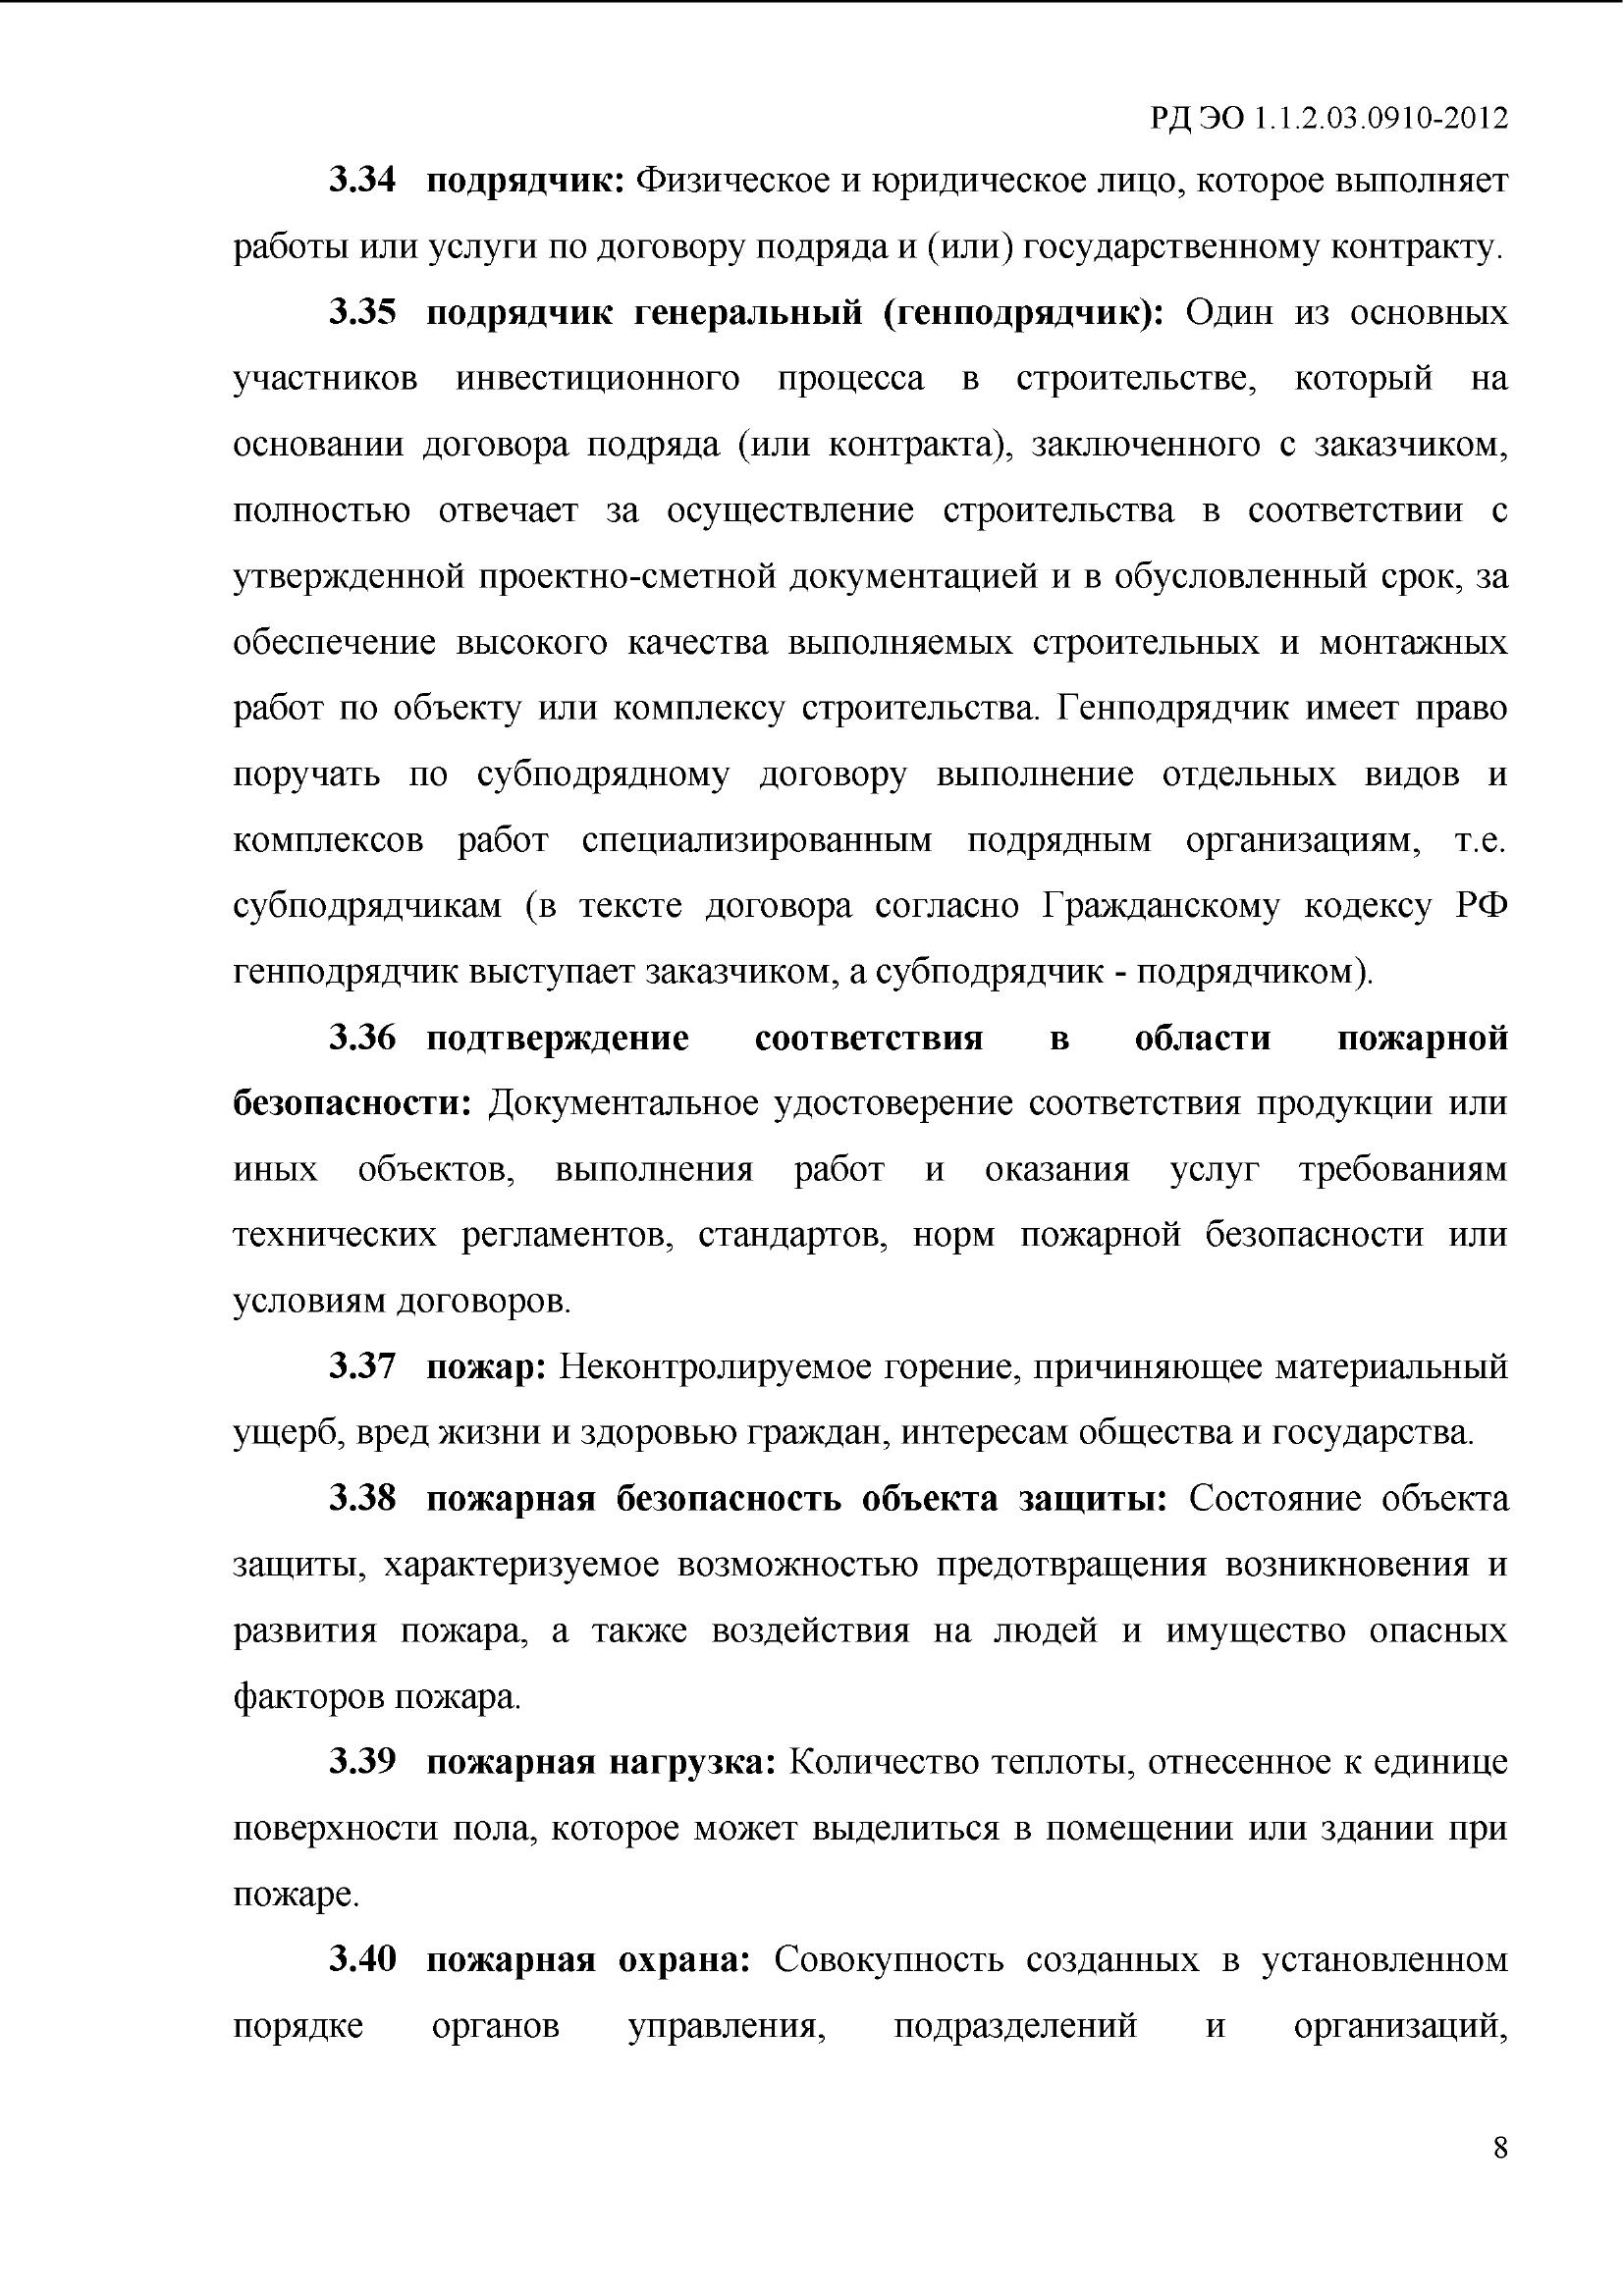 РД ЭО 1.1.2.03.0910-2012
3.34 подрядчик: Физическое и юридическое лицо, которое выполняет
работы или услуги по договору подряда и (или) государственному контракту.
3.35 подрядчик генеральный (генподрядчик): Один из основных
участников инвестиционного процесса в строительстве, который на
основании договора подряда (или контракта), заключенного с заказчиком,
полностью отвечает за осуществление строительства в соответствии с
утвержденной проектно-сметной документацией и в обусловленный срок, за
обеспечение высокого качества выполняемых строительных и монтажных
работ по объекту или комплексу строительства. Генподрядчик имеет право
поручать по субподрядному договору выполнение отдельных видов и
комплексов работ специализированным подрядным организациям, т.е.
субподрядчикам (в тексте договора согласно Гражданскому кодексу РФ
генподрядчик выступает заказчиком, а субподрядчик - подрядчиком).
3.36 подтверждение соответствия в области пожарной
безопасности: Документальное удостоверение соответствия продукции или
иных объектов, выполнения работ и оказания услуг требованиям
технических регламентов, стандартов, норм пожарной безопасности или
условиям договоров.
3.37 пожар: Неконтролируемое горение, причиняющее материальный
ущерб, вред жизни и здоровью граждан, интересам общества и государства.
3.38 пожарная безопасность объекта защиты: Состояние объекта
защиты, характеризуемое возможностью предотвращения возникновения и
развития пожара, а также воздействия на людей и имущество опасных
факторов пожара.
3.39 пожарная нагрузка: Количество теплоты, отнесенное к единице
поверхности пола, которое может выделиться в помещении или здании при
пожаре.
3.40 пожарная охрана: Совокупность созданных в установленном
порядке органов управления, подразделений и организаций,
8